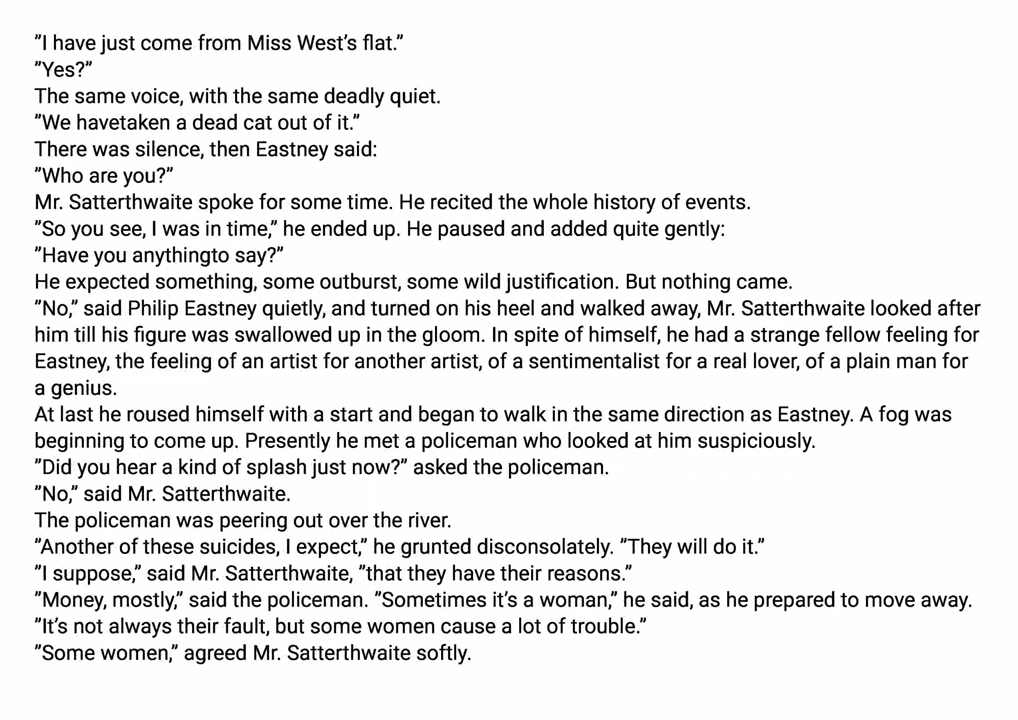 ”I have just come from Miss West’s flat.”
”Yes?”
The same voice, with the same deadly quiet.
”We havetaken a dead cat out of it.”
There was silence, then Eastney said:
”Who are you?”
Mr. Satterthwaite spoke for some time. He recited the whole history of events.
”So you see, I was in time,” he ended up. He paused and added quite gently:
”Have you anythingto say?”
He expected something, some outburst, some wild justification. But nothing came.
”No,” said Philip Eastney quietly, and turned on his heel and walked away, Mr. Satterthwaite looked after
him till his figure was swallowed up in the gloom. In spite of himself, he had a strange fellow feeling for
Eastney, the feeling of an artist for another artist, of a sentimentalist for a real lover, of a plain man for
a genius.
At last he roused himself with a start and began to walk in the same direction as Eastney. A fog was
beginning to come up. Presently he met a policeman who looked at him suspiciously.
”Did you hear a kind of splash just now?” asked the policeman.
”No,” said Mr. Satterthwaite.
The policeman was peering out over the river.
”Another of these suicides, I expect,” he grunted disconsolately. ”They will do it.”
”I suppose,” said Mr. Satterthwaite, ”that they have their reasons.”
”Money, mostly,” said the policeman. ”Sometimes it’s a woman,” he said, as he prepared to move away.
”It’s not always their fault, but some women cause a lot of trouble.”
”Some women,” agreed Mr. Satterthwaite softly.